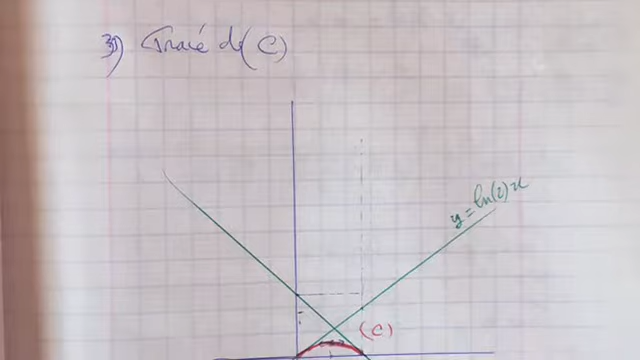 3°) Tracé de (C)
y = ln(2)x
(C)